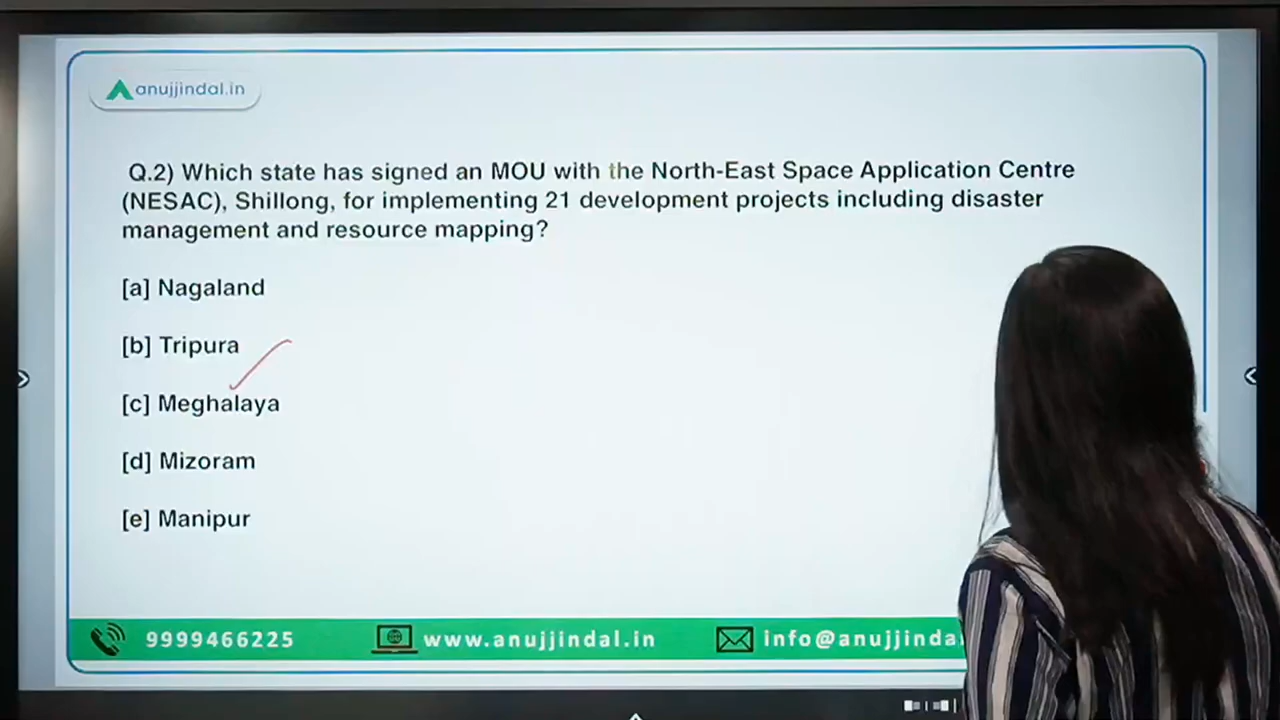 anujjindal.in
Q.2) Which state has signed an MOU with the North-East Space Application Centre
(NESAC), Shillong, for implementing 21 development projects including disaster
management and resource mapping?
[a] Nagaland
[b] Tripura
[c] Meghalaya
[d] Mizoram
[e] Manipur
9999466225 www.anujjindal.in info@anujjinda